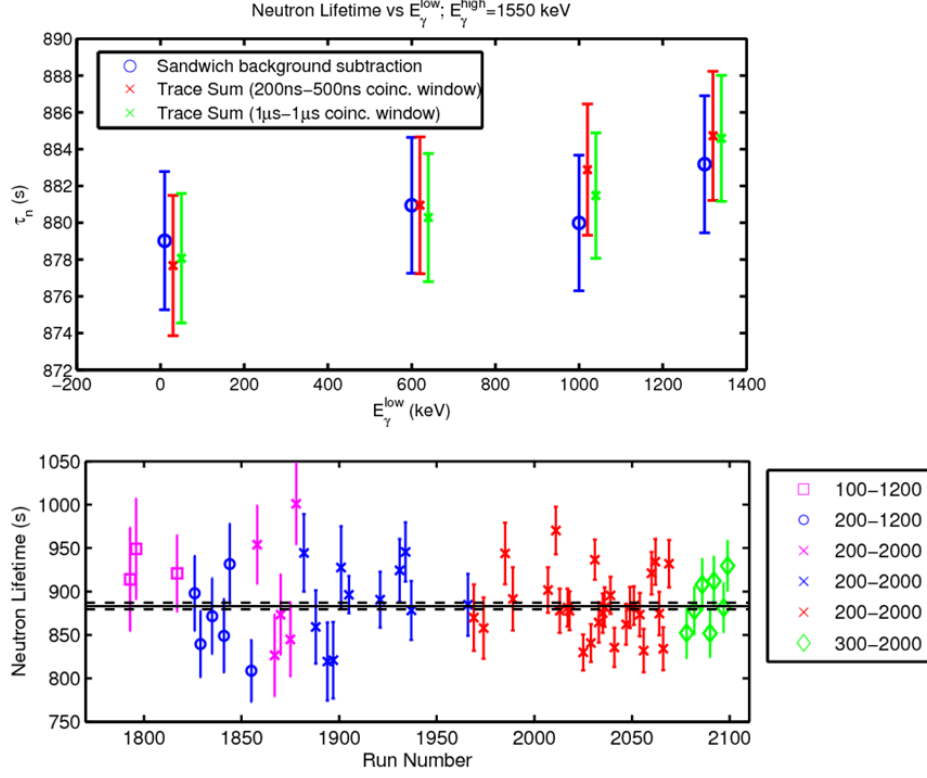 Neutron Lifetime vs E_γ^low; E_γ^high=1550 keV
890
888
886
884
882
880
878
876
874
872
τ_n (s)
Sandwich background subtraction
Trace Sum (200ns−500ns coinc. window)
Trace Sum (1μs−1μs coinc. window)
−200 0 200 400 600 800 1000 1200 1400
E_γ^low (keV)
1050
1000
950
900
850
800
750
Neutron Lifetime (s)
1800 1850 1900 1950 2000 2050 2100
Run Number
100−1200
200−1200
200−2000
200−2000
200−2000
300−2000